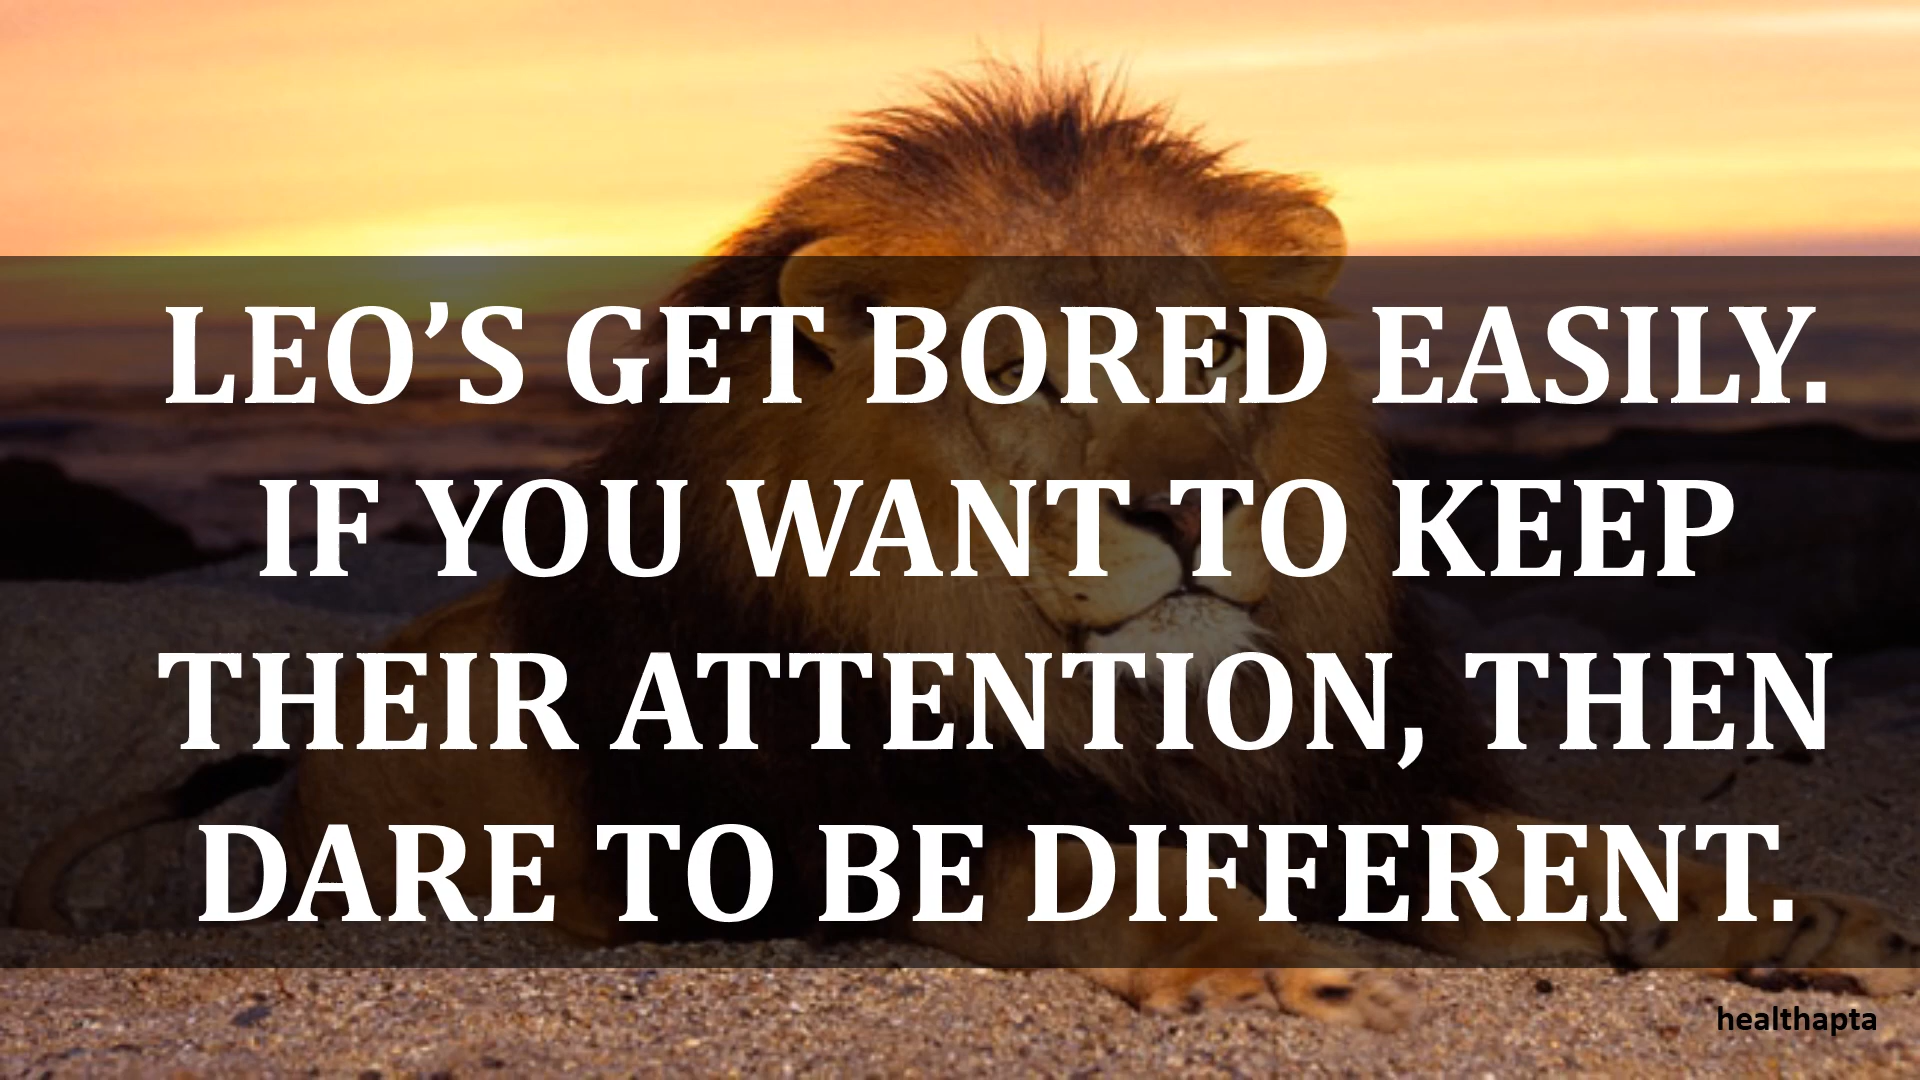 LEO’S GET BORED EASILY.
IF YOU WANT TO KEEP
THEIR ATTENTION, THEN
DARE TO BE DIFFERENT.
healthapta